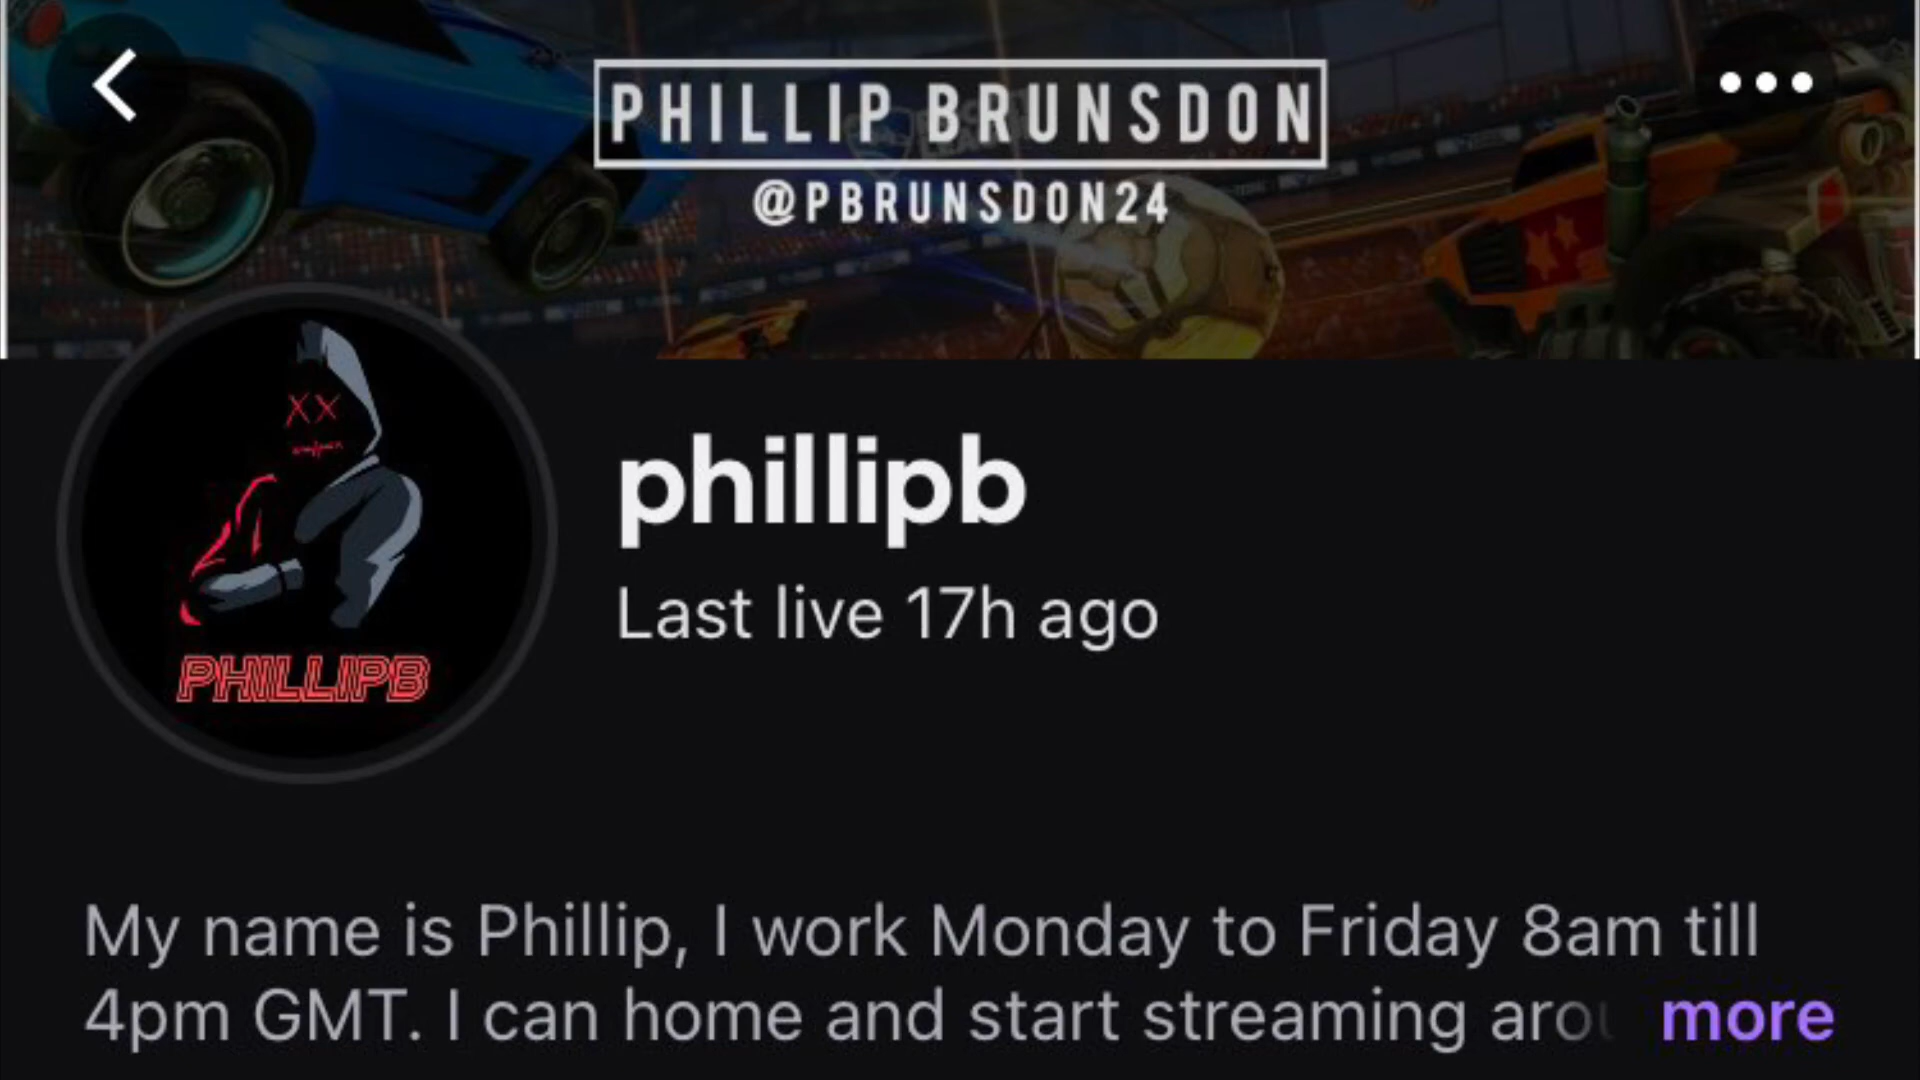 PHILLIP BRUNSDON
@PBRUNSDON24
PHILLIPB
phillipb
Last live 17h ago
My name is Phillip, I work Monday to Friday 8am till
4pm GMT. I can home and start streaming more